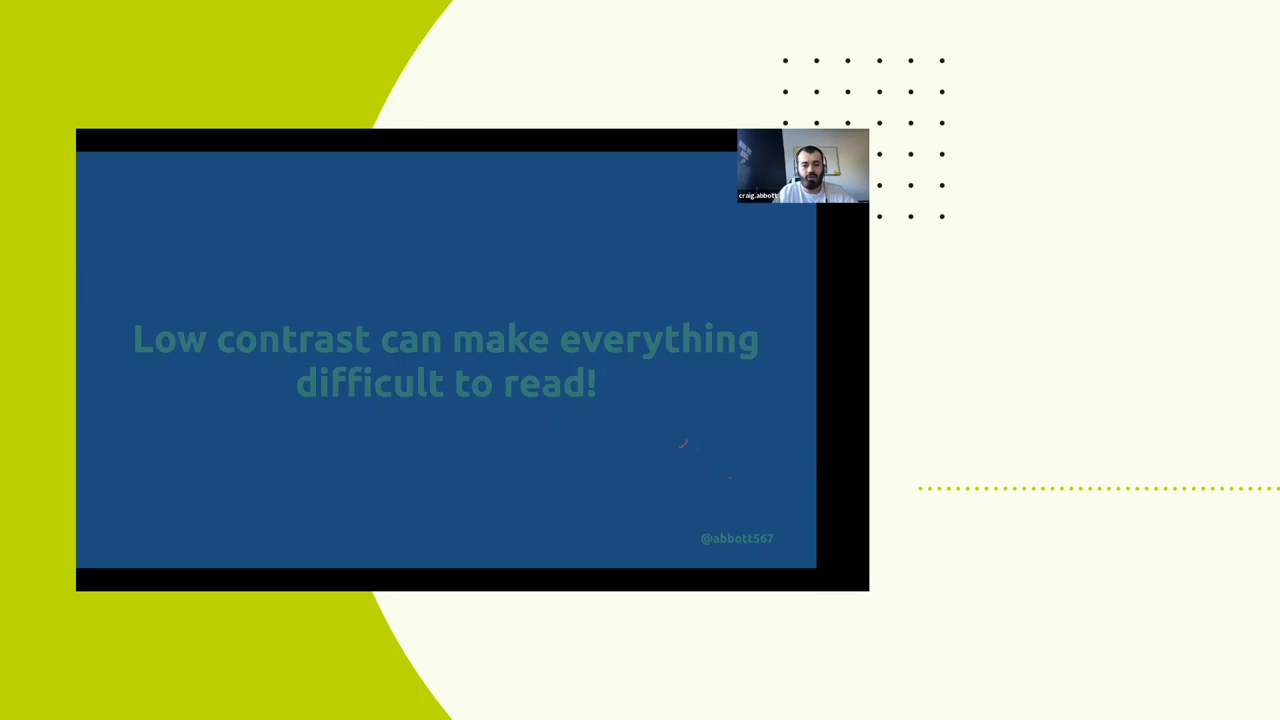 craig.abbott
Low contrast can make everything
difficult to read!
@abbott567